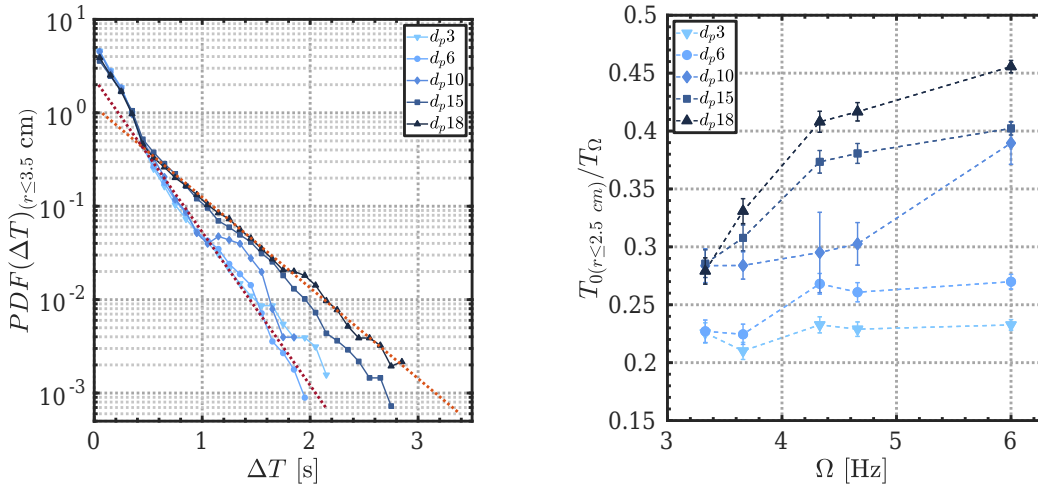 10^1
10^0
10^{-1}
10^{-2}
10^{-3}
PDF(ΔT)_{(r≤3.5 cm)}
0 1 2 3
ΔT [s]
d_p3
d_p6
d_p10
d_p15
d_p18
0.5
0.45
0.4
0.35
0.3
0.25
0.2
0.15
T_{0(r≤2.5 cm)}/T_Ω
3 4 5 6
Ω [Hz]
d_p3
d_p6
d_p10
d_p15
d_p18